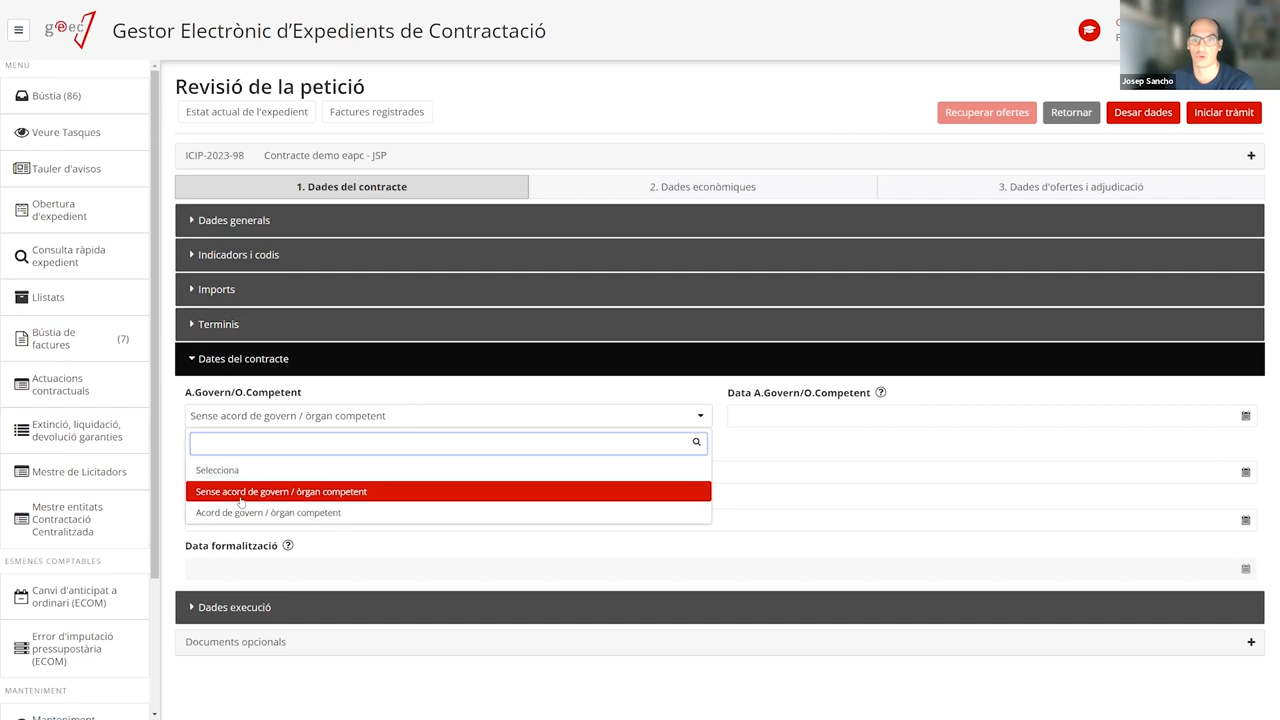 geec
Gestor Electrònic d'Expedients de Contractació
Josep Sancho
MENÚ
Bústia (86)
Veure Tasques
Tauler d'avisos
Obertura
d'expedient
Consulta ràpida
expedient
Llistats
Bústia de
factures
(7)
Actuacions
contractuals
Extinció, liquidació,
devolució garanties
Mestre de Licitadors
Mestre entitats
Contractació
Centralitzada
ESMENES COMPTABLES
Canvi d'anticipat a
ordinari (ECOM)
Error d'imputació
pressupostària
(ECOM)
MANTENIMENT
Manteniment
Revisió de la petició
Estat actual de l'expedient
Factures registrades
Recuperar ofertes
Retornar
Desar dades
Iniciar tràmit
ICIP-2023-98
Contracte demo eapc - JSP
1. Dades del contracte
2. Dades econòmiques
3. Dades d'ofertes i adjudicació
Dades generals
Indicadors i codis
Imports
Terminis
Dates del contracte
A.Govern/O.Competent
Data A.Govern/O.Competent
Sense acord de govern / òrgan competent
Selecciona
Sense acord de govern / òrgan competent
Acord de govern / òrgan competent
Data formalització
Dades execució
Documents opcionals